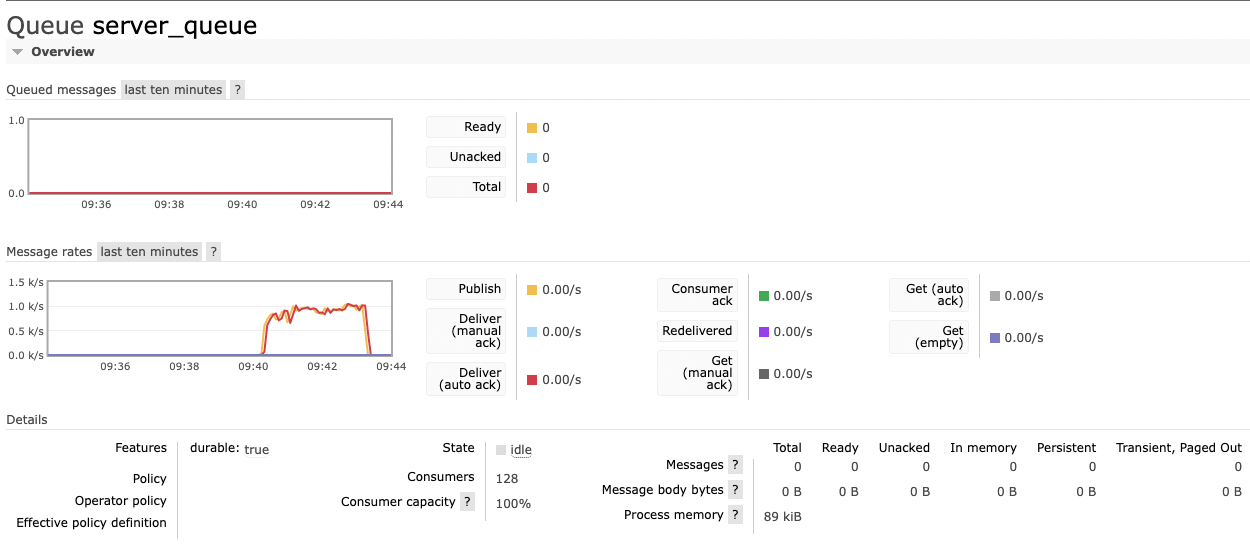 Queue server_queue
Overview
Queued messages last ten minutes ?
1.0
0.0
09:36 09:38 09:40 09:42 09:44
Ready 0
Unacked 0
Total 0
Message rates last ten minutes ?
1.5 k/s
1.0 k/s
0.5 k/s
0.0 k/s
09:36 09:38 09:40 09:42 09:44
Publish 0.00/s
Deliver
(manual
ack) 0.00/s
Deliver
(auto ack) 0.00/s
Consumer
ack 0.00/s
Redelivered 0.00/s
Get
(manual
ack) 0.00/s
Get (auto
ack) 0.00/s
Get
(empty) 0.00/s
Details
Features durable: true
Policy
Operator policy
Effective policy definition
State idle
Consumers 128
Consumer capacity ? 100%
Total Ready Unacked In memory Persistent Transient, Paged Out
Messages ? 0 0 0 0 0 0
Message body bytes ? 0 B 0 B 0 B 0 B 0 B 0 B
Process memory ? 89 kiB